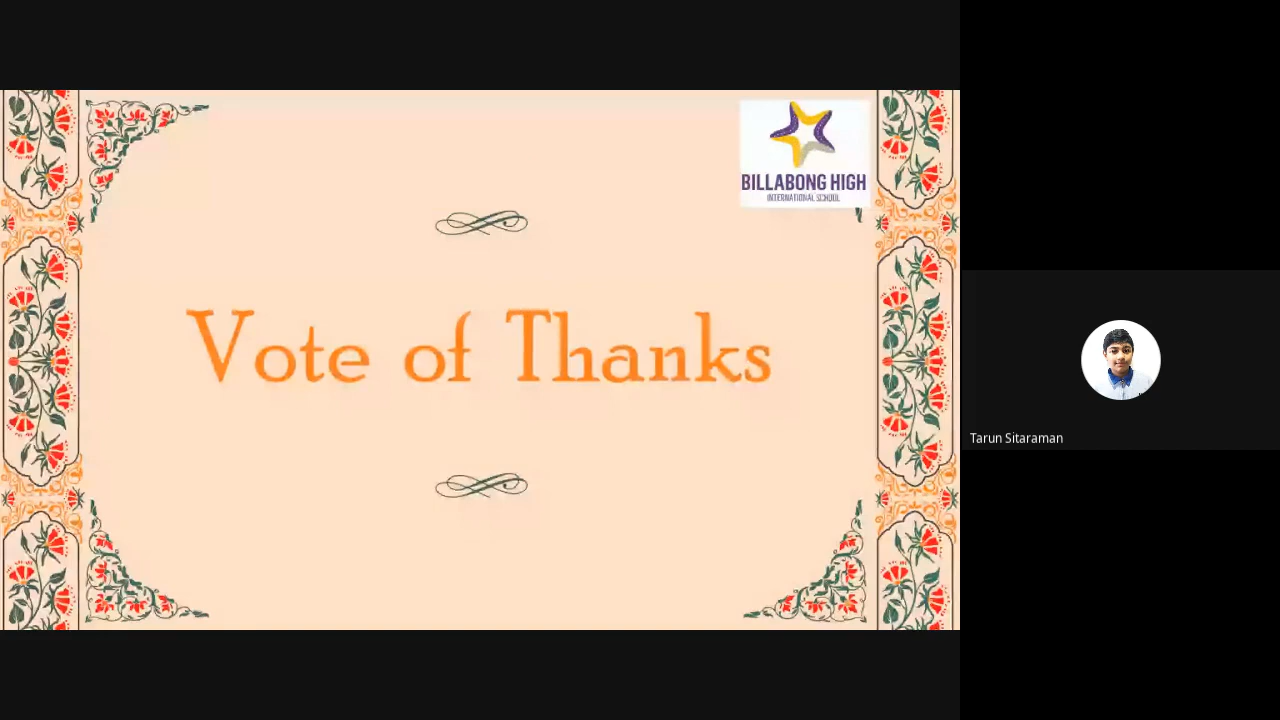 BILLABONG HIGH
INTERNATIONAL SCHOOL
Vote of Thanks
Tarun Sitaraman